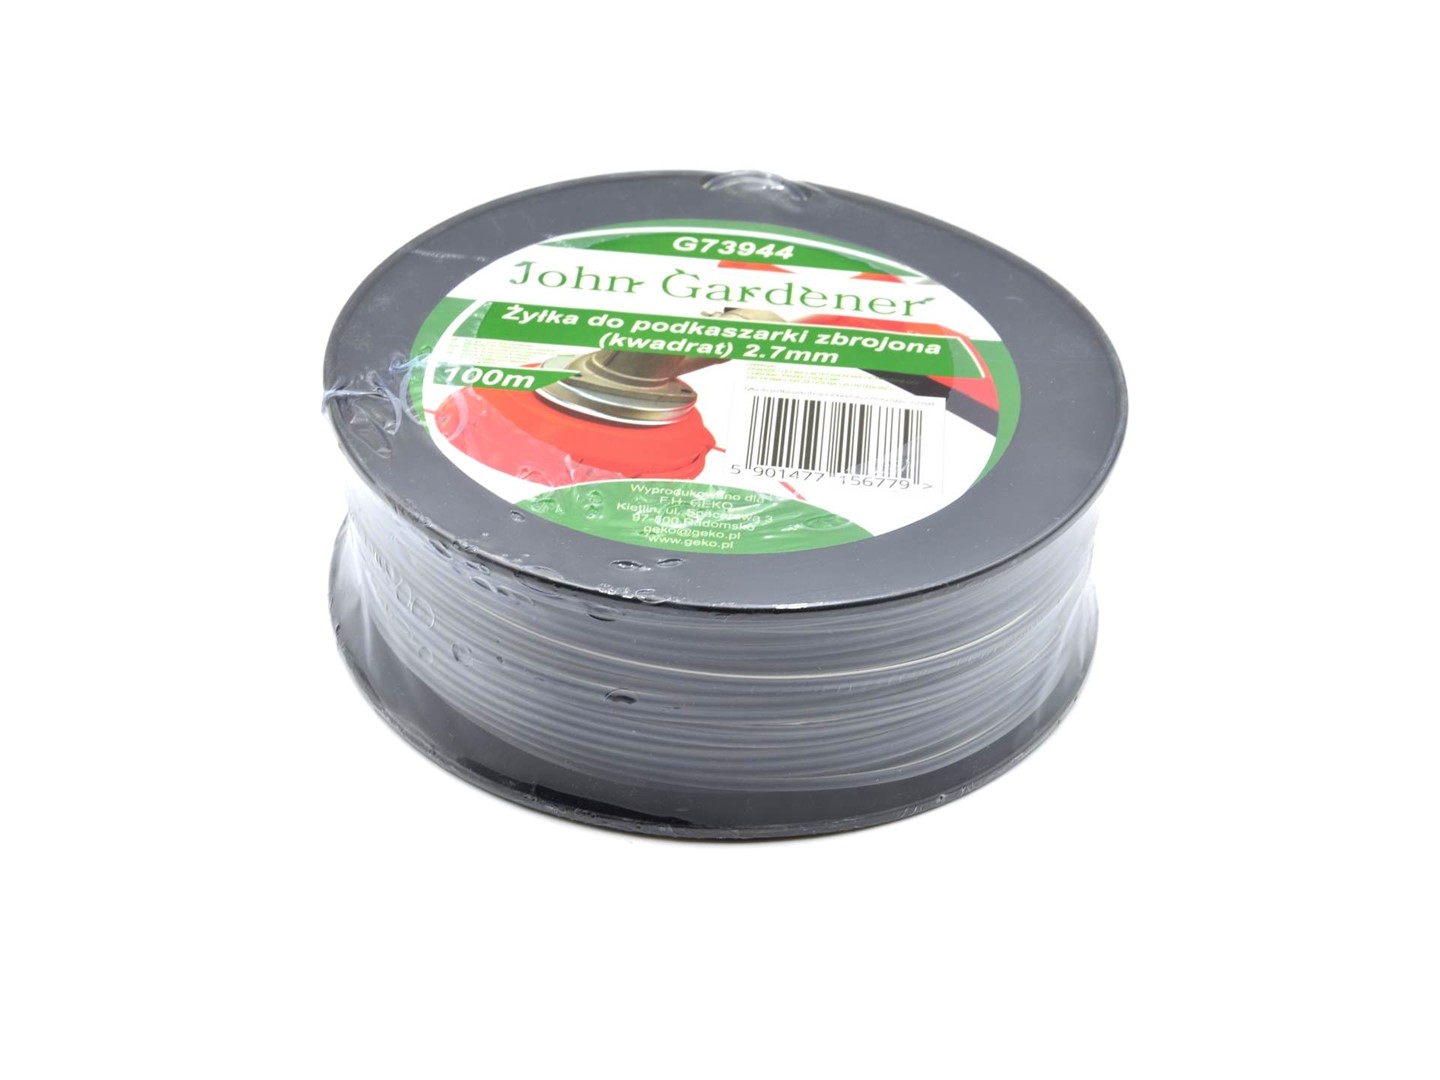 G73944
John Gardener
Żyłka do podkaszarki zbrojona
(kwadrat) 2.7mm
100m
5 901477 156779 >
Wyprodukowano dla
F.H. GEKO
Kietlin, ul. Spacerowa 3
97-500 Radomsko
geko@geko.pl
www.geko.pl